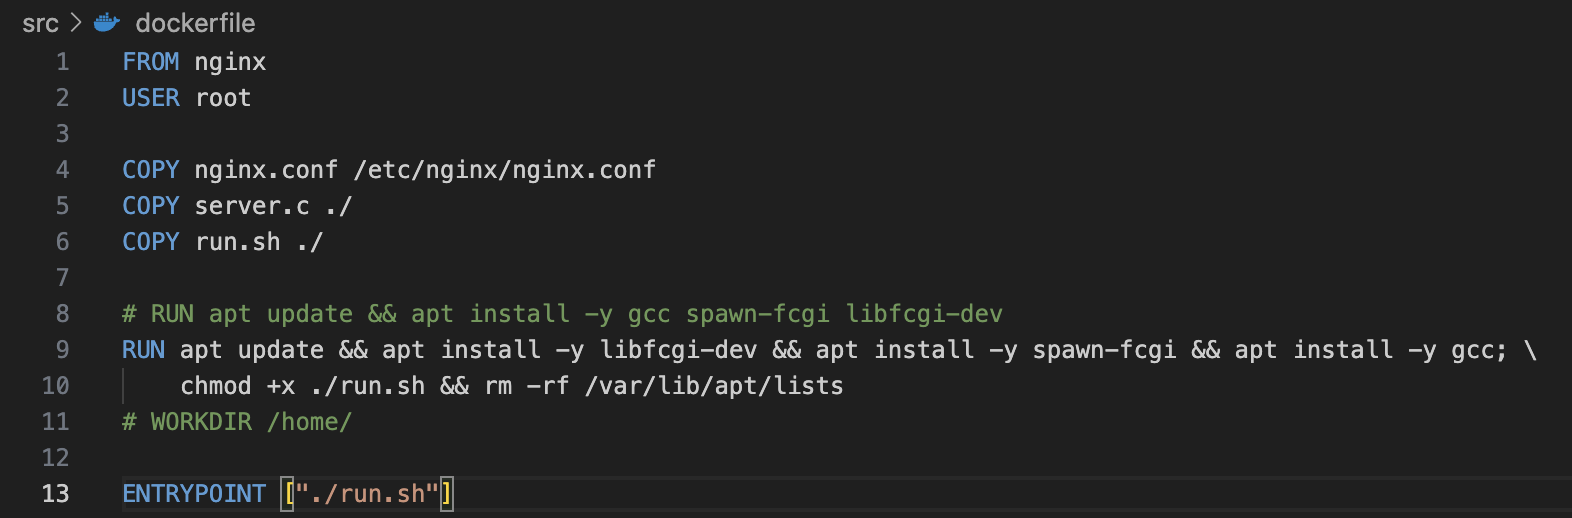 src > dockerfile
1 FROM nginx
2 USER root
3
4 COPY nginx.conf /etc/nginx/nginx.conf
5 COPY server.c ./
6 COPY run.sh ./
7
8 # RUN apt update && apt install -y gcc spawn-fcgi libfcgi-dev
9 RUN apt update && apt install -y libfcgi-dev && apt install -y spawn-fcgi && apt install -y gcc; \
10     chmod +x ./run.sh && rm -rf /var/lib/apt/lists
11 # WORKDIR /home/
12
13 ENTRYPOINT ["./run.sh"]